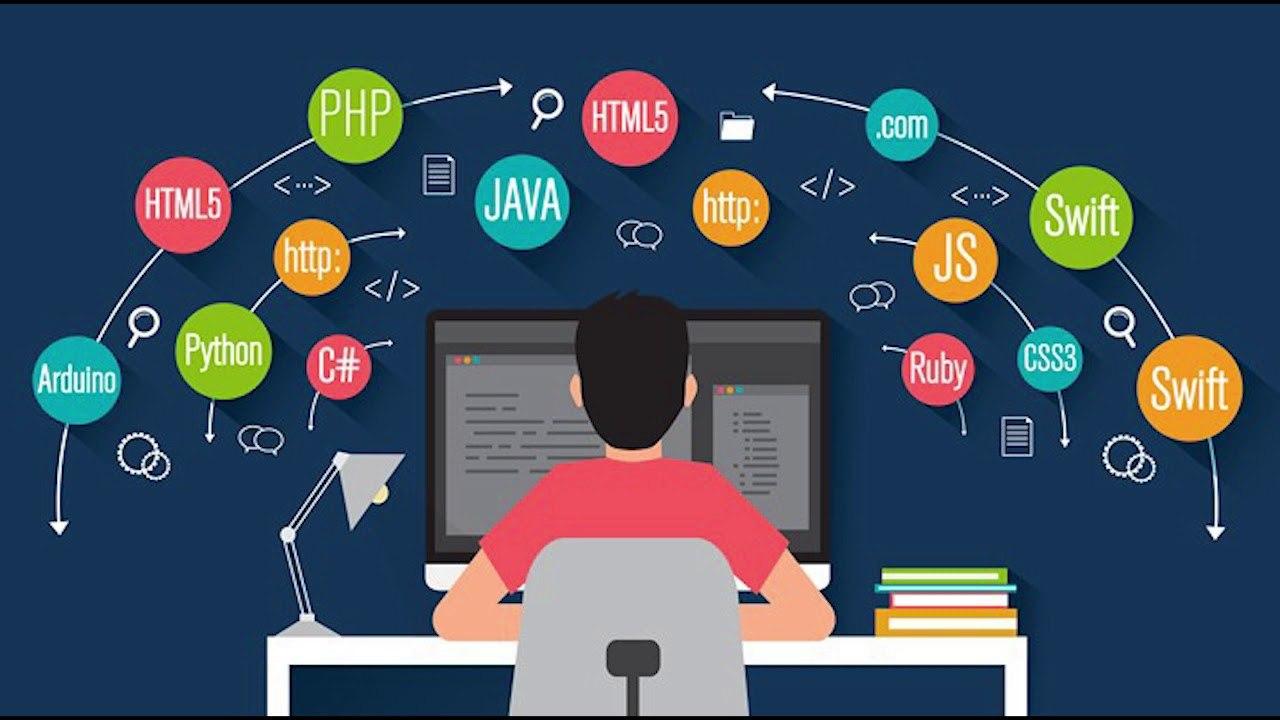 PHP
HTML5
.com
HTML5
JAVA
http:
Swift
http:
JS
Arduino
Python
C#
Ruby
CSS3
Swift
<...>
</>
</>
<...>